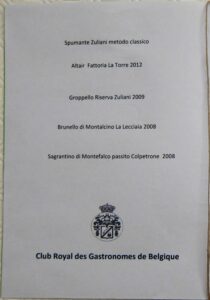 Spumante Zuliani metodo classico
Altair Fattoria La Torre 2012
Groppello Riserva Zuliani 2009
Brunello di Montalcino La Lecciaia 2008
Sagrantino di Montefalco passito Colpetrone 2008
Club Royal des Gastronomes de Belgique